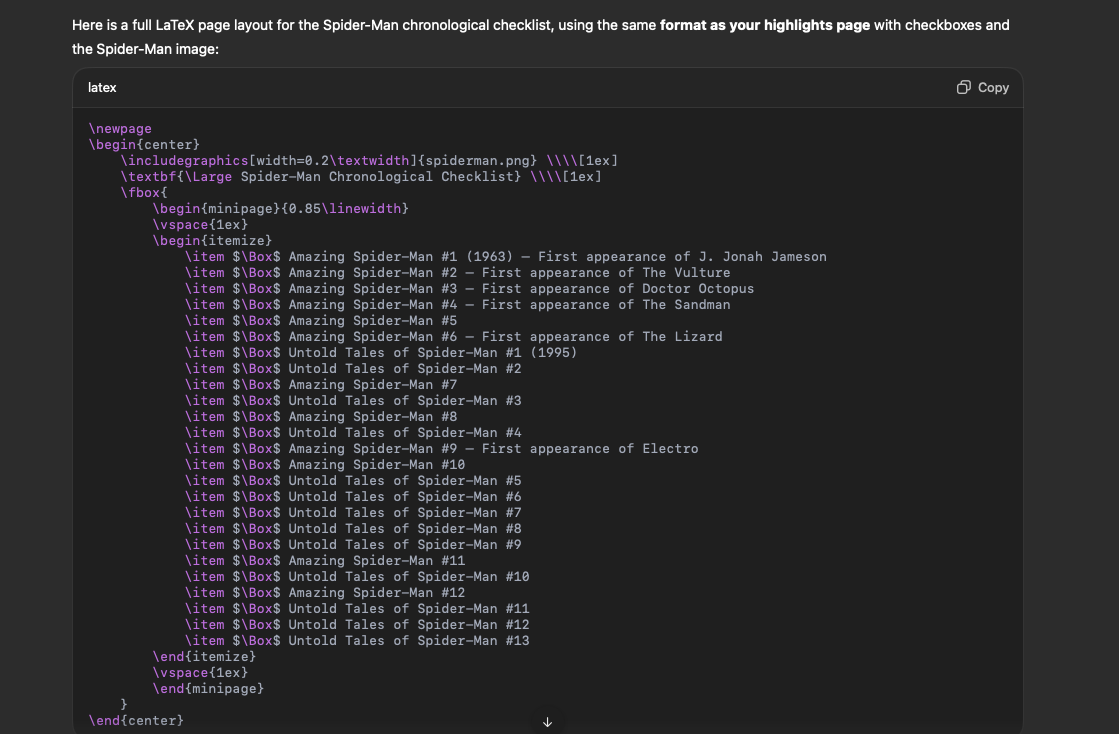 Here is a full LaTeX page layout for the Spider-Man chronological checklist, using the same format as your highlights page with checkboxes and
the Spider-Man image:
latex
Copy
\newpage
\begin{center}
\includegraphics[width=0.2\textwidth]{spiderman.png} \\\\[1ex]
\textbf{\Large Spider-Man Chronological Checklist} \\\\[1ex]
\fbox{
\begin{minipage}{0.85\linewidth}
\vspace{1ex}
\begin{itemize}
\item $\Box$ Amazing Spider-Man #1 (1963) — First appearance of J. Jonah Jameson
\item $\Box$ Amazing Spider-Man #2 — First appearance of The Vulture
\item $\Box$ Amazing Spider-Man #3 — First appearance of Doctor Octopus
\item $\Box$ Amazing Spider-Man #4 — First appearance of The Sandman
\item $\Box$ Amazing Spider-Man #5
\item $\Box$ Amazing Spider-Man #6 — First appearance of The Lizard
\item $\Box$ Untold Tales of Spider-Man #1 (1995)
\item $\Box$ Untold Tales of Spider-Man #2
\item $\Box$ Amazing Spider-Man #7
\item $\Box$ Untold Tales of Spider-Man #3
\item $\Box$ Amazing Spider-Man #8
\item $\Box$ Untold Tales of Spider-Man #4
\item $\Box$ Amazing Spider-Man #9 — First appearance of Electro
\item $\Box$ Amazing Spider-Man #10
\item $\Box$ Untold Tales of Spider-Man #5
\item $\Box$ Untold Tales of Spider-Man #6
\item $\Box$ Untold Tales of Spider-Man #7
\item $\Box$ Untold Tales of Spider-Man #8
\item $\Box$ Untold Tales of Spider-Man #9
\item $\Box$ Amazing Spider-Man #11
\item $\Box$ Untold Tales of Spider-Man #10
\item $\Box$ Amazing Spider-Man #12
\item $\Box$ Untold Tales of Spider-Man #11
\item $\Box$ Untold Tales of Spider-Man #12
\item $\Box$ Untold Tales of Spider-Man #13
\end{itemize}
\vspace{1ex}
\end{minipage}
}
\end{center}